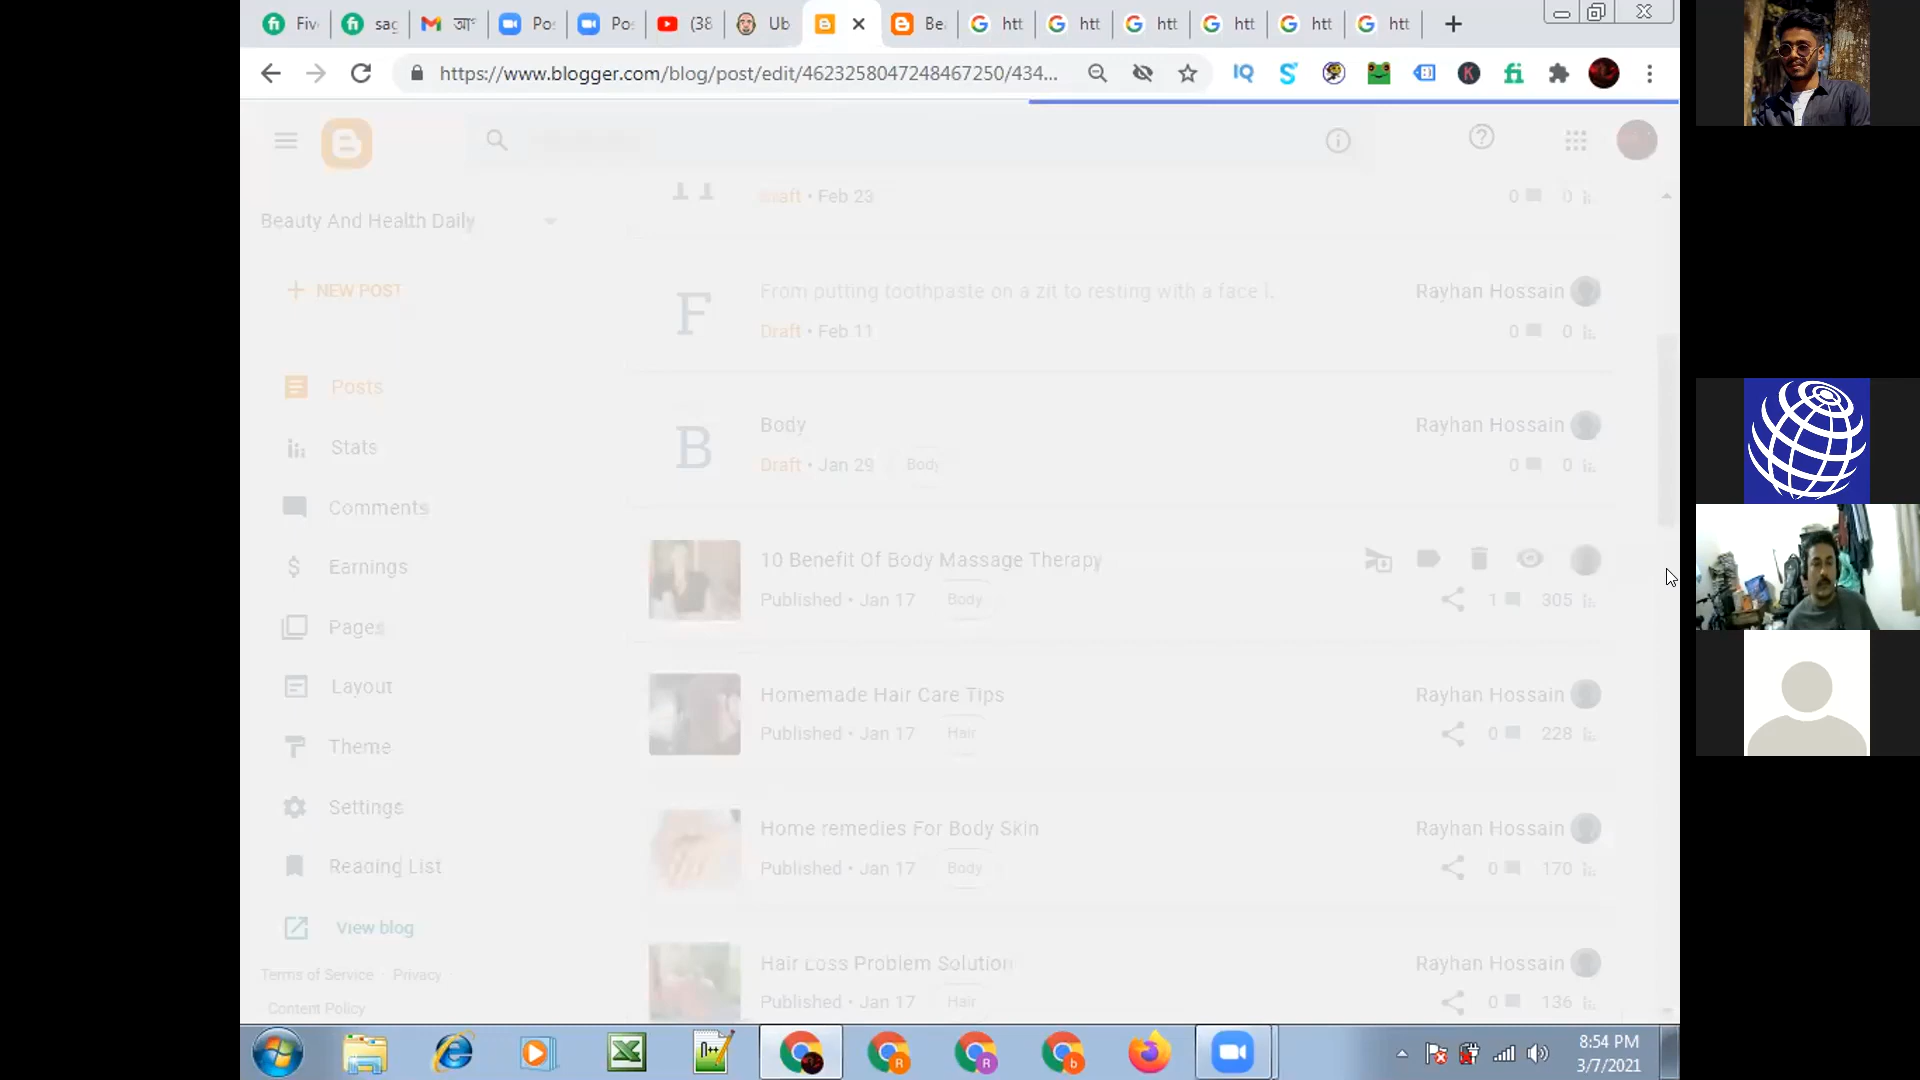 Fiv
sag
আপ
Po
Po
(38
Ub
Be
htt
htt
htt
htt
htt
htt
https://www.blogger.com/blog/post/edit/4623258047248467250/434...
Beauty And Health Daily
NEW POST
Posts
Stats
Comments
Earnings
Pages
Layout
Theme
Settings
Reading List
View blog
Terms of Service · Privacy
Content Policy
Draft • Feb 23
0 0
F From putting toothpaste on a zit to resting with a face Rayhan Hossain
Draft • Feb 11
0 0
B Body Rayhan Hossain
Draft • Jan 29 Body
0 0
10 Benefit Of Body Massage Therapy
Published • Jan 17 Body 1 305
Homemade Hair Care Tips Rayhan Hossain
Published • Jan 17 Hair 0 228
Home remedies For Body Skin Rayhan Hossain
Published • Jan 17 Body 0 170
Hair Loss Problem Solution Rayhan Hossain
Published • Jan 17 Hair 0 136
8:54 PM
3/7/2021